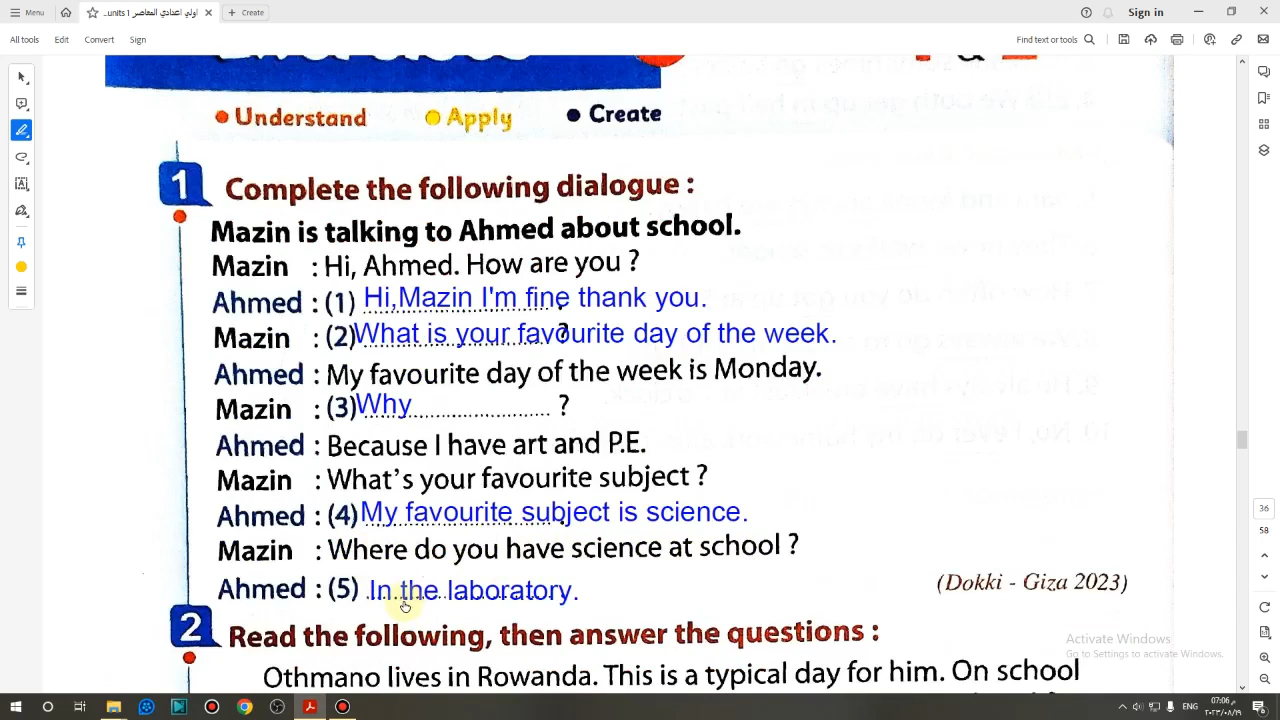 Menu
اولي اعدادي المعاصر 1 units...
Create
Sign in
All tools
Edit
Convert
Sign
Find text or tools
Understand
Apply
Create
1
Complete the following dialogue :
Mazin is talking to Ahmed about school.
Mazin : Hi, Ahmed. How are you ?
Ahmed : (1) Hi,Mazin I'm fine thank you.
Mazin : (2) What is your favourite day of the week. ?
Ahmed : My favourite day of the week is Monday.
Mazin : (3) Why ?
Ahmed : Because I have art and P.E.
Mazin : What's your favourite subject ?
Ahmed : (4) My favourite subject is science.
Mazin : Where do you have science at school ?
Ahmed : (5) In the laboratory.
(Dokki - Giza 2023)
2
Read the following, then answer the questions :
Othmano lives in Rowanda. This is a typical day for him. On school
36
58
Activate Windows
Go to Settings to activate Windows.
ENG
07:06 م
٢٠٢٣/٠٨/١٩